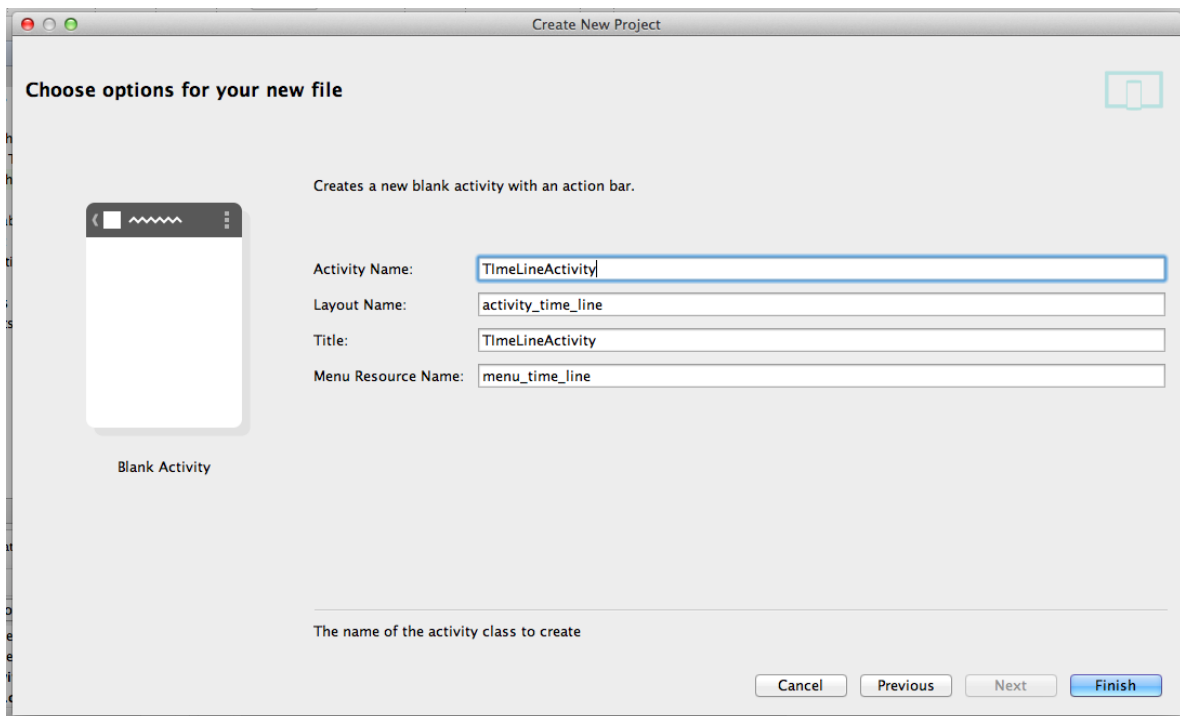 Create New Project
Choose options for your new file
Creates a new blank activity with an action bar.
Activity Name: TImeLineActivity
Layout Name: activity_time_line
Title: TImeLineActivity
Menu Resource Name: menu_time_line
Blank Activity
The name of the activity class to create
Cancel Previous Next Finish